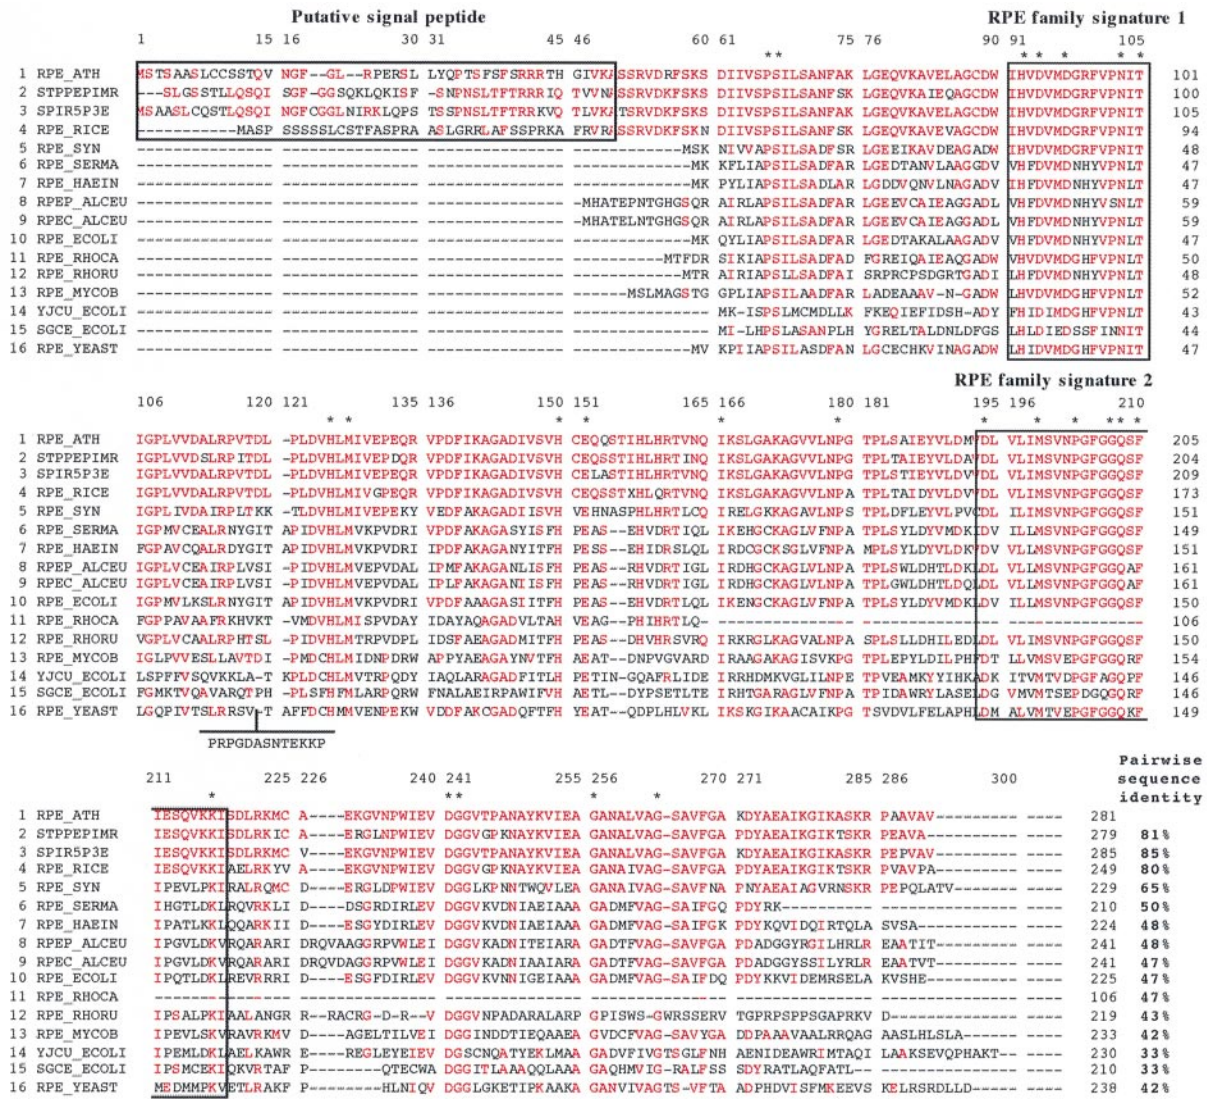 Putative signal peptide RPE family signature 1
1 15 16 30 31 45 46 60 61 75 76 90 91 105
* * * * * * *
1 RPE_ATH MSTSAASLCCSSTQV NGF--GL--RPERSL LYQPTSFSFSRRRTH GIVKASSRVDRFSKS DIIVSPSILSANFAK LGEQVKAVELAGCDW IHVDVMDGRFVPNIT 101
2 STPPEPIMR ---SLGSSTLLQSQI SGF-GGSQKLQKISF -SNPNSLTFTRRRIQ TVVNASSRVDKFSKS DIIVSPSILSANFSK LGEQVKAIEQAGCDW IHVDVMDGRFVPNIT 100
3 SPIR5P3E MSAASLCQSTLQSQI NGFCGGLNIRKLQPS TSSPNSLTFTRRKVQ TLVKATSRVDKFSKS DIIVSPSILSANFSK LGEQVKAVELAGCDW IHVDVMDGRFVPNIT 105
4 RPE_RICE -----------MASP SSSSSLCSTFASPRAA ASLGRRLAFSSPRKA FRVRASSRVDKFSKN DIIVSPSILSANFSK LGEQVKAVEVAGCDW IHVDVMDGRFVPNIT 94
5 RPE_SYN --------------- --------------- --------------- ------------MSK NIVVAPSILSADFSR LGEEIKAVDEAGADW IHVDVMDGRFVPNIT 48
6 RPE_SERMA --------------- --------------- --------------- -------------MK KFLIAPSILSADFAR LGEDTANVLAAGGDV VHFDVMDNHYVPNLT 47
7 RPE_HAEIN --------------- --------------- --------------- -------------MK PYLIAPSILSADLAR LGDDVQNVLNAGADV IHFDVMDNHYVPNLT 47
8 RPEP_ALCEU --------------- --------------- --------------- -MHATEPNTGHGSQR AIRLAPSILSADFAR LGEEVCAIEAGGADL VHFDVMDNHYVSNLT 59
9 RPEC_ALCEU --------------- --------------- --------------- -MHATELNTGHGSQR AIRLAPSILSADFAR LGEEVCAIEAGGADL VHFDVMDNHYVPNLT 59
10 RPE_ECOLI --------------- --------------- --------------- -------------MK QYLIAPSILSADFAR LGEDTAKALAAGADV VHFDVMDNHYVPNLT 47
11 RPE_RHOCA --------------- --------------- --------------- ----------MTFDR SIKIAPSILSADFAD FGREIQAIEAQGADW VHVDVMDGHFVPNLT 50
12 RPE_RHORU --------------- --------------- --------------- ------------MTR AIRIAPSLLSADFAI SRPRCPSDGRTGADI LHFDVMDNHYVPNLT 48
13 RPE_MYCOB --------------- --------------- --------------- ------MSLMAGSTG GPLIAPSILAADFAR LADEAAAV-N-GADW LHVDVMDGHFVPNLT 52
14 YJCU_ECOLI --------------- --------------- --------------- -------------MK-ISPSLMCMDLLK FKEQIEFIDSH-ADY FHIDIMDGHFVPNLT 43
15 SGCE_ECOLI --------------- --------------- --------------- -------------MI-LHPSLASANPLHY GRELTALDNLDFGS LHLDIEDSSFINNIT 44
16 RPE_YEAST --------------- --------------- --------------- -------------MV KPIIAPSILASDFAN LGCECHKVINAGADW LHIDVMDGHFVPNIT 47
RPE family signature 2
106 120 121 135 136 150 151 165 166 180 181 195 196 210
* * * * * * * * * * *
1 RPE_ATH IGPLVVDALRPVTDL -PLDVHLMIVEPEQR VPDFIKAGADIVSVH CEQQSTIHLHRTVNQ IKSLGAKAGVVLNPG TPLSAIEYVLDMVDL VLIMSVNPGFGGQSF 205
2 STPPEPIMR IGPLVVDSLRPITDL -PLDVHLMIVEPDQR VPDFIKAGADIVSVH CEQSSTIHLHRTINQ IKSLGAKAGVVLNPG TPLTAIEYVLDAVDL VLIMSVNPGFGGQSF 204
3 SPIR5P3E IGPLVVDSLRPITDL -PLDVHLMIVEPEQR VPDFIKAGADIVSVH CELASTIHLHRTVNQ IKSLGAKAGVVLNPG TPLSTIEYVLDVVDL VLIMSVNPGFGGQSF 209
4 RPE_RICE IGPLVVDALRPVTDL -PLDVHLMIVGPEQR VPDFIKAGADIVSVH CEQSSTXHLQRTVNQ IKSLGAKAGVVLNPA TPLTAIDYVLDVVDL VLIMSVNPGFGGQSF 173
5 RPE_SYN IGPLIVDAIRPLTKK -TLDVHLMIVEPEKY VEDFAKAGADIISVH VEHNASPHLHRTLCQ IRELGKKAGAVLNPS TPLDFLEYVLPVCDL VLIMSVNPGFGGQSF 151
6 RPE_SERMA IGPMVCEALRNYGIT APIDVHLMVKPVDRI VPDFAKAGASYISFH PEAS--EHVDRTIQL IKEHGCKAGLVFNPA TPLSYLDYVMDKIDV ILLMSVNPGFGGQSF 149
7 RPE_HAEIN FGPAVCQALRDYGIT APIDVHLMVKPVDRI IPDFAKAGANYITFH PESS--EHIDRSLQL IRDCGCKSGLVFNPA MPLSYLDYVLDKVDV VLLMSVNPGFGGQSF 151
8 RPEP_ALCEU IGPLVCEAIRPLVSI -PIDVHLMVEPVDAL IPMFAKAGANLISFH PEAS--RHVDRTIGL IRDHGCKAGLVFNPA TPLSWLDHTLDKLDL VLLMSVNPGFGGQAF 161
9 RPEC_ALCEU IGPLVCEAIRPLVSI -PIDVHLMVEPVDAL IPLFAKAGANIISFH PEAS--RHVDRTIGL IRDHGCKAGLVFNPA TPLGWLDHTLDQLDL VLLMSVNPGFGGQAF 161
10 RPE_ECOLI IGPMVLKSLRNYGIT APIDVHLMVKPVDRI VPDFAAAGASIITFH PEAS--EHVDRTLQL IKENGCKAGLVFNPA TPLSYLDYVMDKLDV ILLMSVNPGFGGQSF 150
11 RPE_RHOCA FGPPAVAAFRKHVKT -VMDVHLMISPVDAY IDAYAQAGADVLTAH VEAG--PHIHRTLQ- --------------- --------------- --------------- 106
12 RPE_RHORU VGPLVCAALRPHTSL -PIDVHLMTRPVDPL IDSFAEAGADMITFH PEAS--DHVHRSVRQ IRKRGLKAGVALNPA SPLSLLDHILEDLDL VLIMSVNPGFGGQSF 150
13 RPE_MYCOB IGLPVVESLLAVTDI -PMDCHLMIDNPDRW APPYAEAGAYNVTFH AEAT--DNPVGVARD IRAAGAKAGISVKPG TPLEPYLDILPHFDT LLVMSVEPGFGGQRF 154
14 YJCU_ECOLI LSPFFVSQVKKLA-T KPLDCHLMVTRPQDY IAQLARAGADFITLH PETIN-GQAFRLIDE IRRHDMKVGLILNPE TPVEAMKYYIHKADK ITVMTVDPGFAGQPF 146
15 SGCE_ECOLI FGMKTVQAVARQTPH -PLSFHFMLARPQRW FNALAEIRPAWIFVH AETL--DYPSETLTE IRHTGARAGLVFNPA TPIDAWRYLASELDG VMVMTSEPDGQGQRF 146
16 RPE_YEAST LGQPIVTSLRRSV-T AFFDCHMMVENPEKW VDDFAKCGADQFTFH YEAT--QDPLHLVKL IKSKGIKAACAIKPG TSVDVLFELAPHLDM ALVMTVEPGFGGQKF 149
PRPGDASNTEKKP
211 225 226 240 241 255 256 270 271 285 286 300 Pairwise sequence identity
* * * * *
1 RPE_ATH IESQVKKISDLRKMC A----EKGVNPWIEV DGGVTPANAYKVIEA GANALVAG-SAVFGA KDYAEAIKGIKASKR PAAVAV--------- ---- 281
2 STPPEPIMR IESQVKKISDLRKIC A----ERGLNPWIEV DGGVGPKNAYKVIEA GANALVAG-SAVFGA PDYAEAIKGIKTSKR PEAVA---------- ---- 279 81%
3 SPIR5P3E IESQVKKISDLRKMC V----EKGVNPWIEV DGGVTPANAYKVIEA GANALVAG-SAVFGA KDYAEAIKGIKASKR PEPVAV--------- ---- 285 85%
4 RPE_RICE IESQVKKIAELRKYV A----EKGVNPWIEV DGGVGPKNAYKVIEA GANAIVAG-SAVFGA KDYAEAIKGIKTSKR PVAVPA--------- ---- 249 80%
5 RPE_SYN IPEVLPKIRALRQMC D----ERGLDPWIEV DGGLKPNNTWQVLEA GANAIVAG-SAVFNA PNYAEAIAGVRNSKR PEPQLATV------- ---- 229 65%
6 RPE_SERMA IHGTLDKLRQVRKLI D----DSGRDIRLEV DGGVKVDNIAEIAAA GADMFVAG-SAIFGQ PDYRK---------- --------------- ---- 210 50%
7 RPE_HAEIN IPATLKKLQQARKII D----DEGRDIRLEV DGGVKVANIAEIAAA GADMFVAG-SAIFGK PDYKQVIDQIRTQLA SVSA----------- ---- 224 48%
8 RPEP_ALCEU IPGVLDKVRQARARI DRQVAAGGRPVWLEI DGGVKADNITEIARA GADTFVAG-SAVFGA PDADGGYRGILHRLR EAATIT--------- ---- 241 48%
9 RPEC_ALCEU IPGVLDKVRQARARI DRQVDAGGRPVWLEI DGGVKADNIAAIARA GADTFVAG-SAVFGA PDADGGYSSILYRLR EAATVT--------- ---- 241 47%
10 RPE_ECOLI IPQTLDKLREVRRRI D----ESGFDIRLEV DGGVKVNNIGEIAAA GADMFVAG-SAIFDQ PDYKKVIDEMRSELA KVSHE---------- ---- 225 47%
11 RPE_RHOCA --------------- --------------- --------------- --------------- --------------- --------------- ---- 106 47%
12 RPE_RHORU IPSALPKIAALANGR R--RACRG-D-R--V DGGVNPADARALARP GPISWS-GWRSSERV TGPRPSPPSGAPRKV D-------------- ---- 219 43%
13 RPE_MYCOB IPEVLSKVRAVRKMV D----AGELTILVEI DGGINDDTIEQAAEA GVDCFVAG-SAVYGA DDPAAAVAALRRQAG AASLHLSLA------ ---- 233 42%
14 YJCU_ECOLI IPEMLDKLAELKAWR E----REGLEYEIEV DGSCNQATYEKLMAA GADVFIVGTSGLFNH AENIDEAWRIMTAQI LAAKSEVQPHAKT-- ---- 230 33%
15 SGCE_ECOLI IPSMCEKIQKVRTAF P------QTECWA DGGITLAAAQQLAAA GAQHMVIG-RALFSS SDYRATLAQFATL-- --------------- ---- 210 33%
16 RPE_YEAST MEDMMPKVETLRAKF P------HLNIQV DGGLGKETIPKAAKA GANVIVAGTS-VFTA ADPHDVISFMKEEVS KELRSRDLLD----- ---- 238 42%